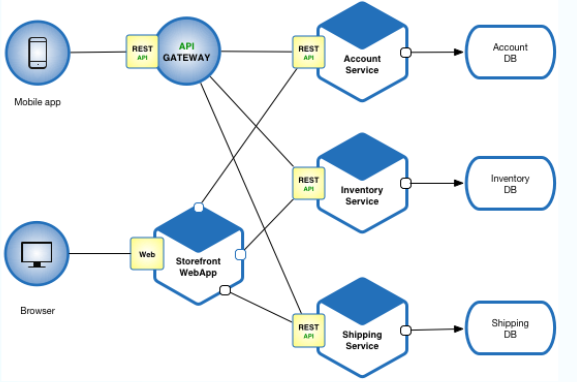 REST
API
API
GATEWAY
Mobile app
REST
API
Account
Service
Account
DB
REST
API
Inventory
Service
Inventory
DB
Web
Storefront
WebApp
Browser
REST
API
Shipping
Service
Shipping
DB